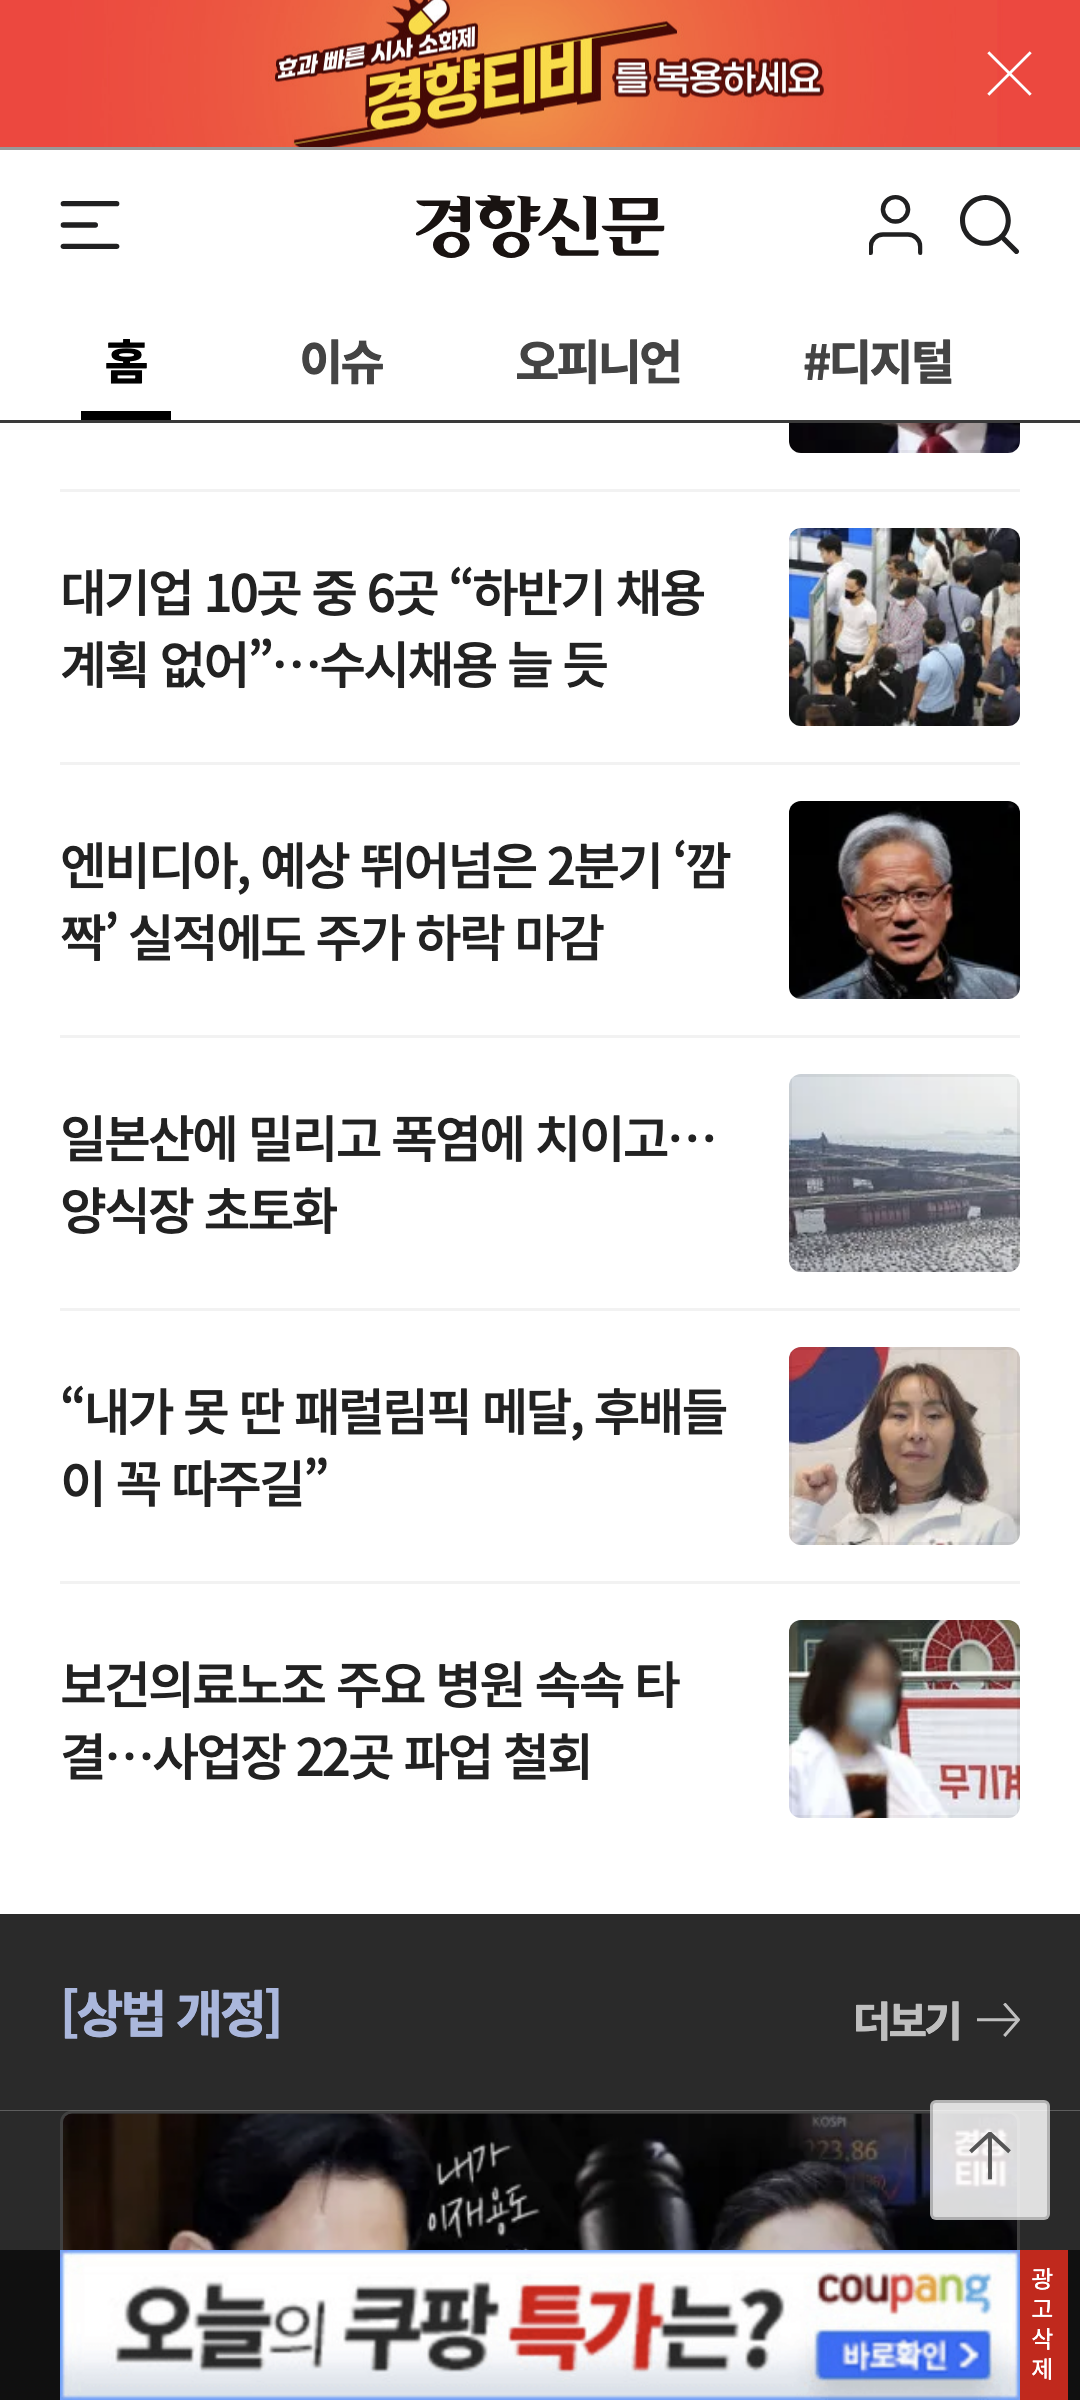 효과 빠른 시사 소화제
경향티비 를 복용하세요
경향신문
홈 이슈 오피니언 #디지털
대기업 10곳 중 6곳 “하반기 채용
계획 없어”…수시채용 늘 듯
엔비디아, 예상 뛰어넘은 2분기 ‘깜
짝’ 실적에도 주가 하락 마감
일본산에 밀리고 폭염에 치이고…
양식장 초토화
“내가 못 딴 패럴림픽 메달, 후배들
이 꼭 따주길”
보건의료노조 주요 병원 속속 타
결…사업장 22곳 파업 철회
무기계
[상법 개정]
더보기
KOSPI
223.86
내가
이재용도
경향
티비
오늘의 쿠팡 특가는?
coupang
바로확인
광고삭제